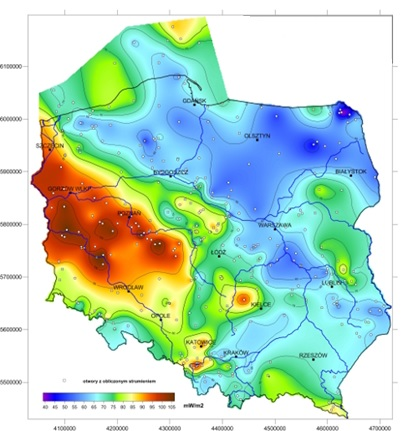 6100000
GDAŃSK
6000000
OLSZTYN
SZCZECIN
5900000
BYDGOSZCZ
BIAŁYSTOK
GORZÓW WLKP
5800000
POZNAŃ
WARSZAWA
ŁÓDŹ
5700000
LUBLIN
WROCŁAW
KIELCE
5600000
OPOLE
KATOWICE
KRAKÓW
RZESZÓW
5500000
otwory z obliczonym strumieniem
40 45 50 55 60 65 70 75 80 85 90 95 100 105
mW/m2
4100000 4200000 4300000 4400000 4500000 4600000 4700000